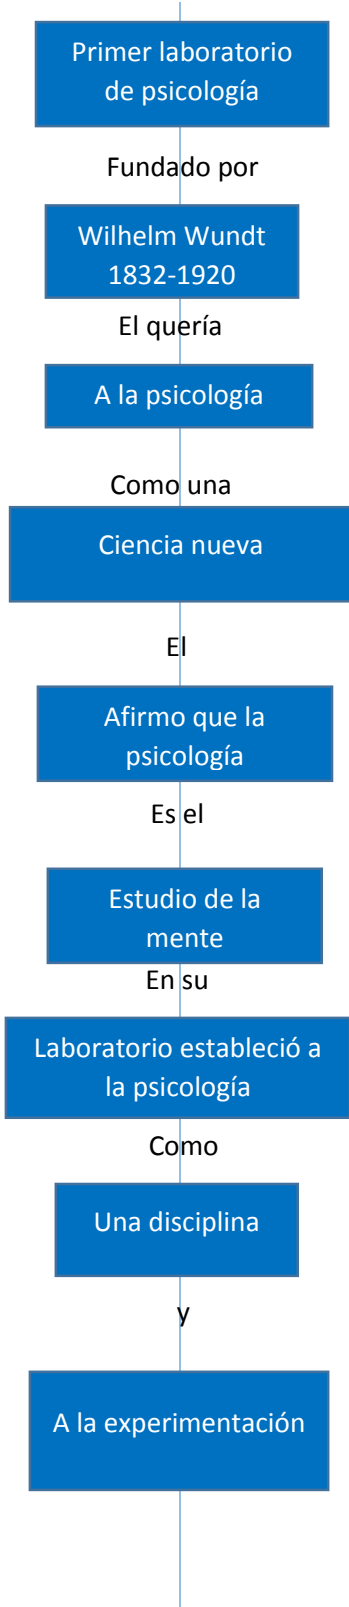 Primer laboratorio
de psicología
Fundado por
Wilhelm Wundt
1832-1920
El quería
A la psicología
Como una
Ciencia nueva
El
Afirmo que la
psicología
Es el
Estudio de la
mente
En su
Laboratorio estableció a
la psicología
Como
Una disciplina
y
A la experimentación